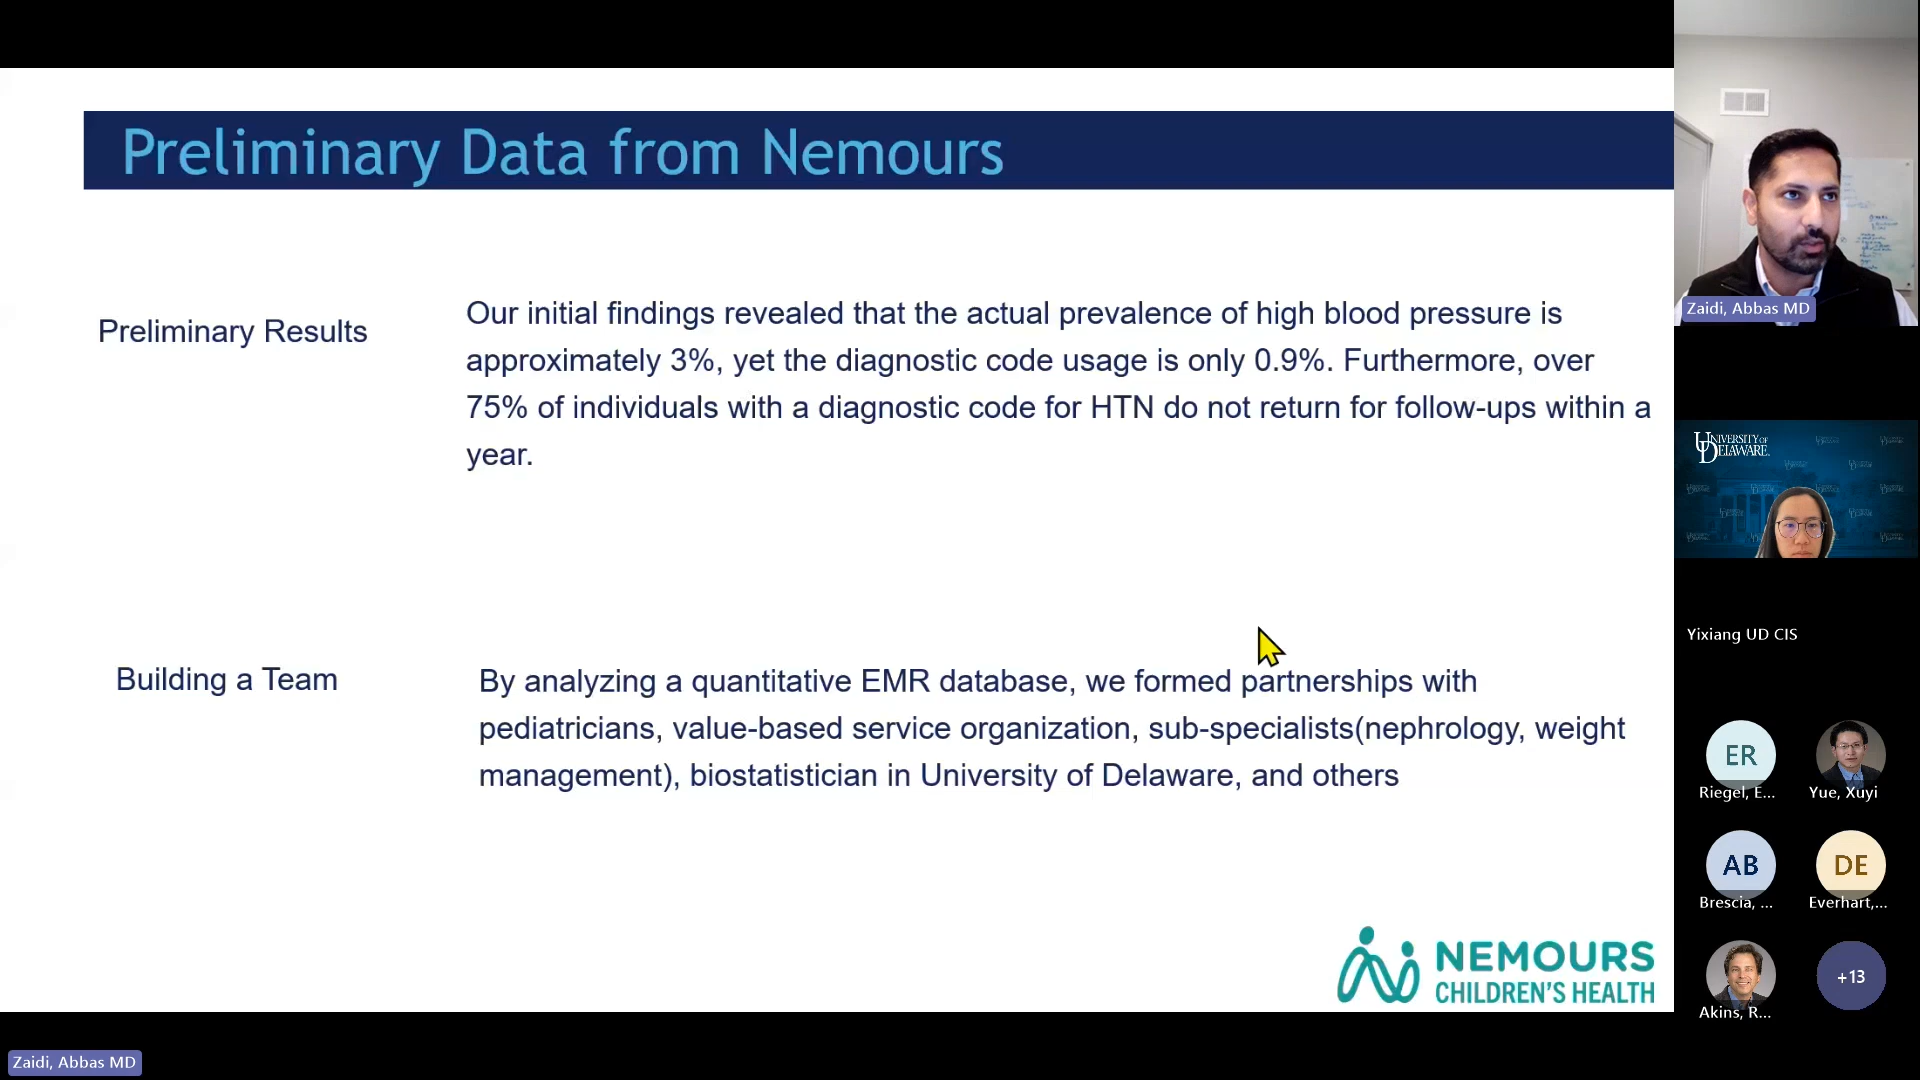 Preliminary Data from Nemours
Preliminary Results
Our initial findings revealed that the actual prevalence of high blood pressure is
approximately 3%, yet the diagnostic code usage is only 0.9%. Furthermore, over
75% of individuals with a diagnostic code for HTN do not return for follow-ups within a
year.
Building a Team
By analyzing a quantitative EMR database, we formed partnerships with
pediatricians, value-based service organization, sub-specialists(nephrology, weight
management), biostatistician in University of Delaware, and others
NEMOURS
CHILDREN'S HEALTH
Zaidi, Abbas MD
Zaidi, Abbas MD
UNIVERSITY OF
DELAWARE
Yixiang UD CIS
ER
Riegel, E...
Yue, Xuyi
AB
Brescia, ...
DE
Everhart,...
Akins, R...
+13